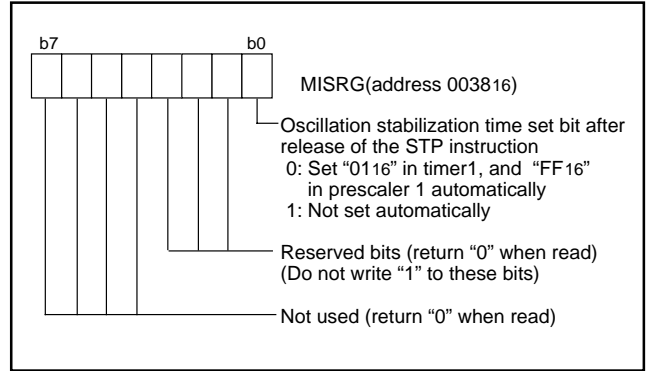 b7 b0
MISRG(address 003816)
Oscillation stabilization time set bit after
release of the STP instruction
0: Set “0116” in timer1, and “FF16”
in prescaler 1 automatically
1: Not set automatically
Reserved bits (return “0” when read)
(Do not write “1” to these bits)
Not used (return “0” when read)